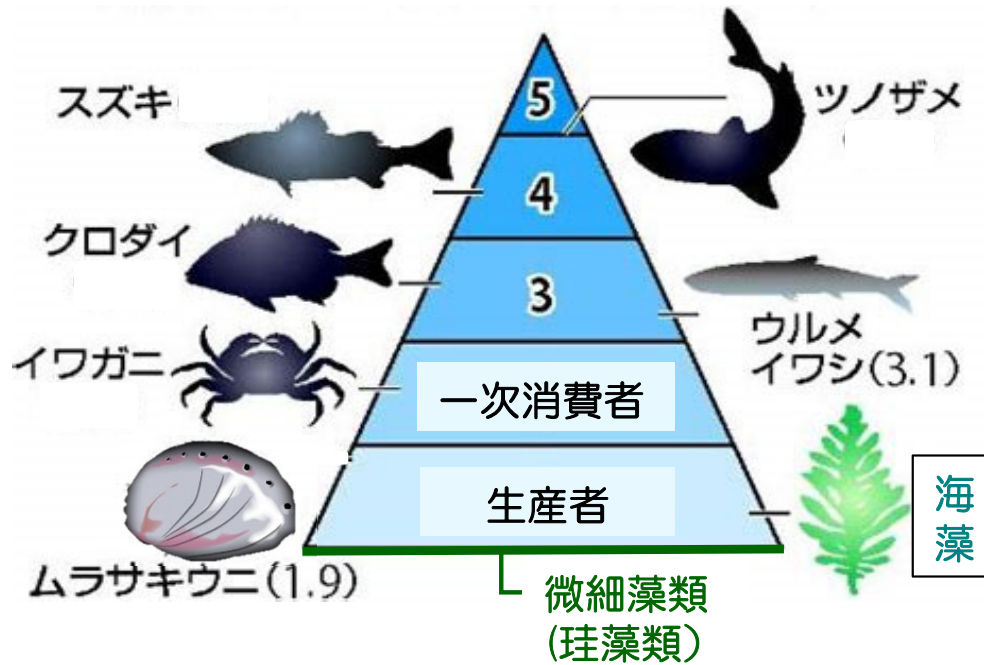 スズキ
ツノザメ
5
4
クロダイ
3
ウルメ
イワシ(3.1)
イワガニ
一次消費者
生産者
海
藻
ムラサキウニ(1.9)
微細藻類
(珪藻類)